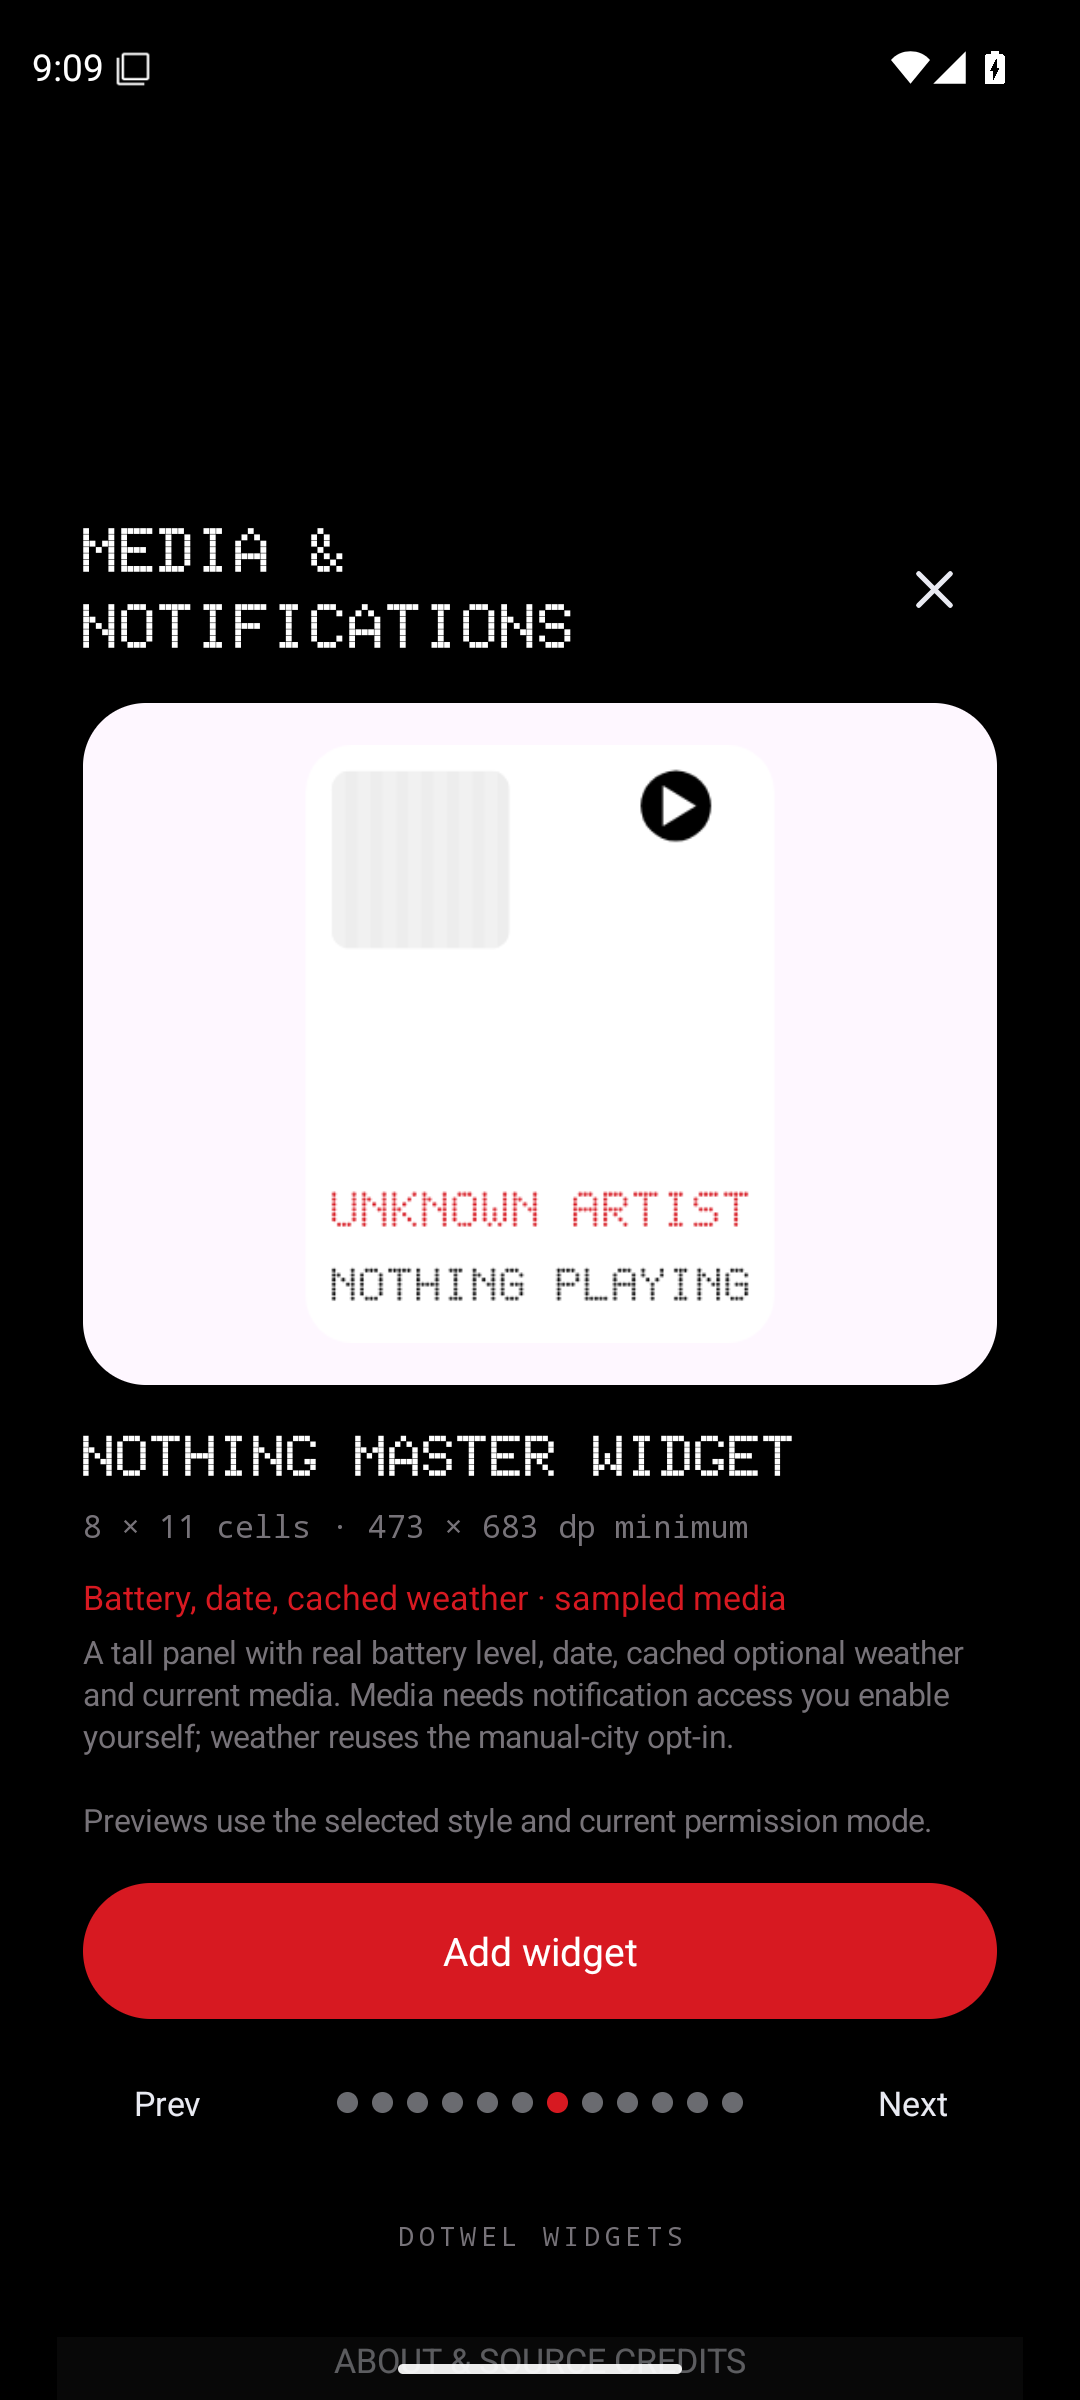 9:09
MEDIA &
NOTIFICATIONS
UNKNOWN ARTIST
NOTHING PLAYING
NOTHING MASTER WIDGET
8 × 11 cells · 473 × 683 dp minimum
Battery, date, cached weather · sampled media
A tall panel with real battery level, date, cached optional weather
and current media. Media needs notification access you enable
yourself; weather reuses the manual-city opt-in.
Previews use the selected style and current permission mode.
Add widget
Prev
Next
DOTWEL WIDGETS
ABOUT & SOURCE CREDITS